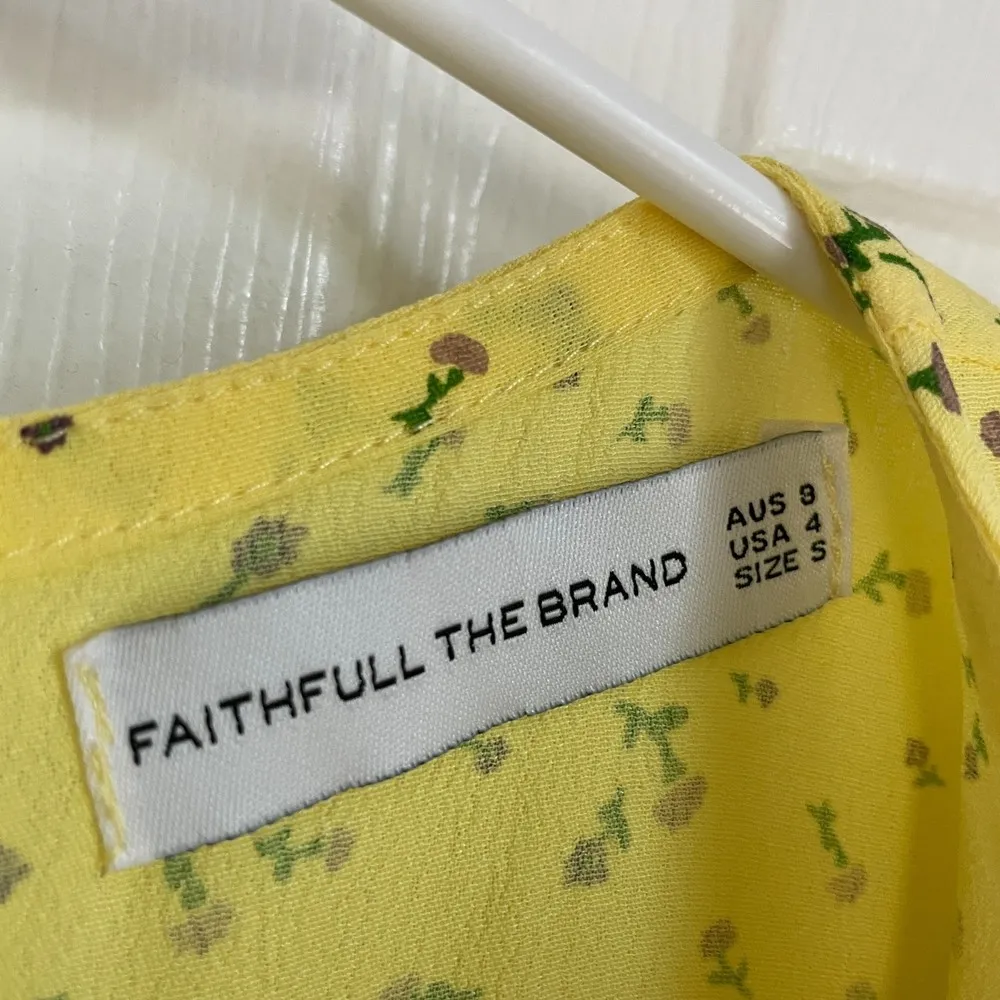 FAITHFULL THE BRAND
AUS 8
USA 4
SIZE S